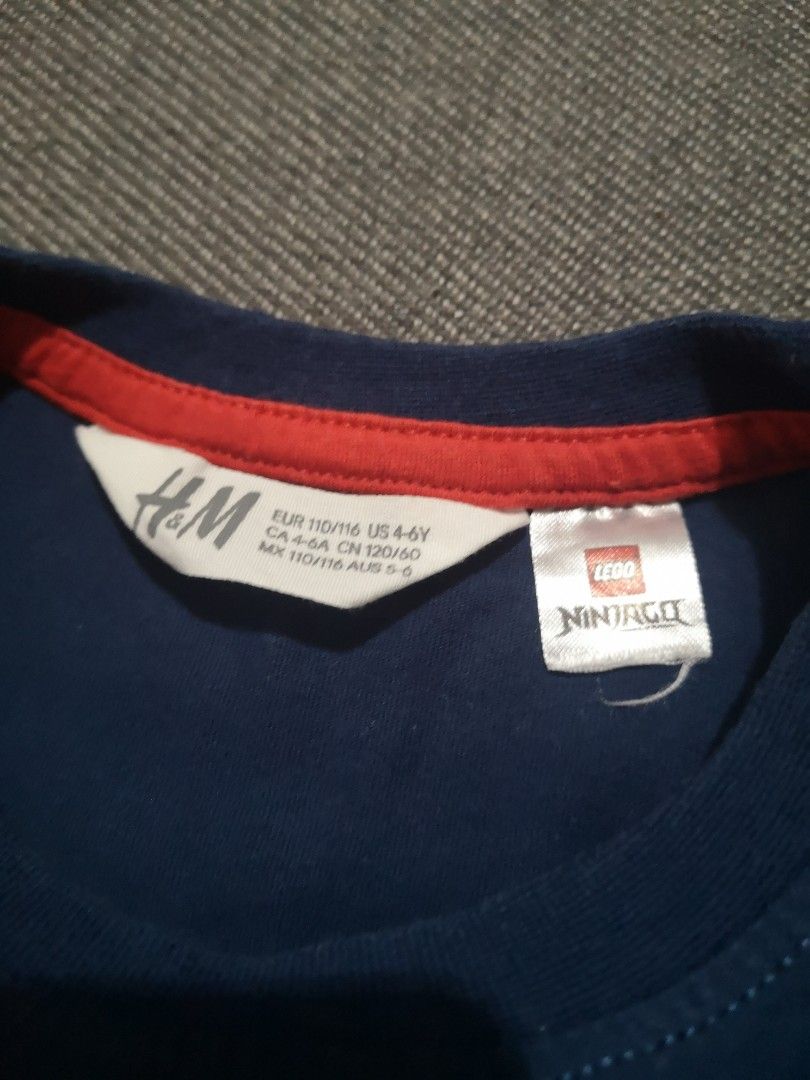 H&M
EUR 110/116 US 4-6Y
CA 4-6A CN 120/60
MX 110/116 AUS 5-6
LEGO
NINJAGO